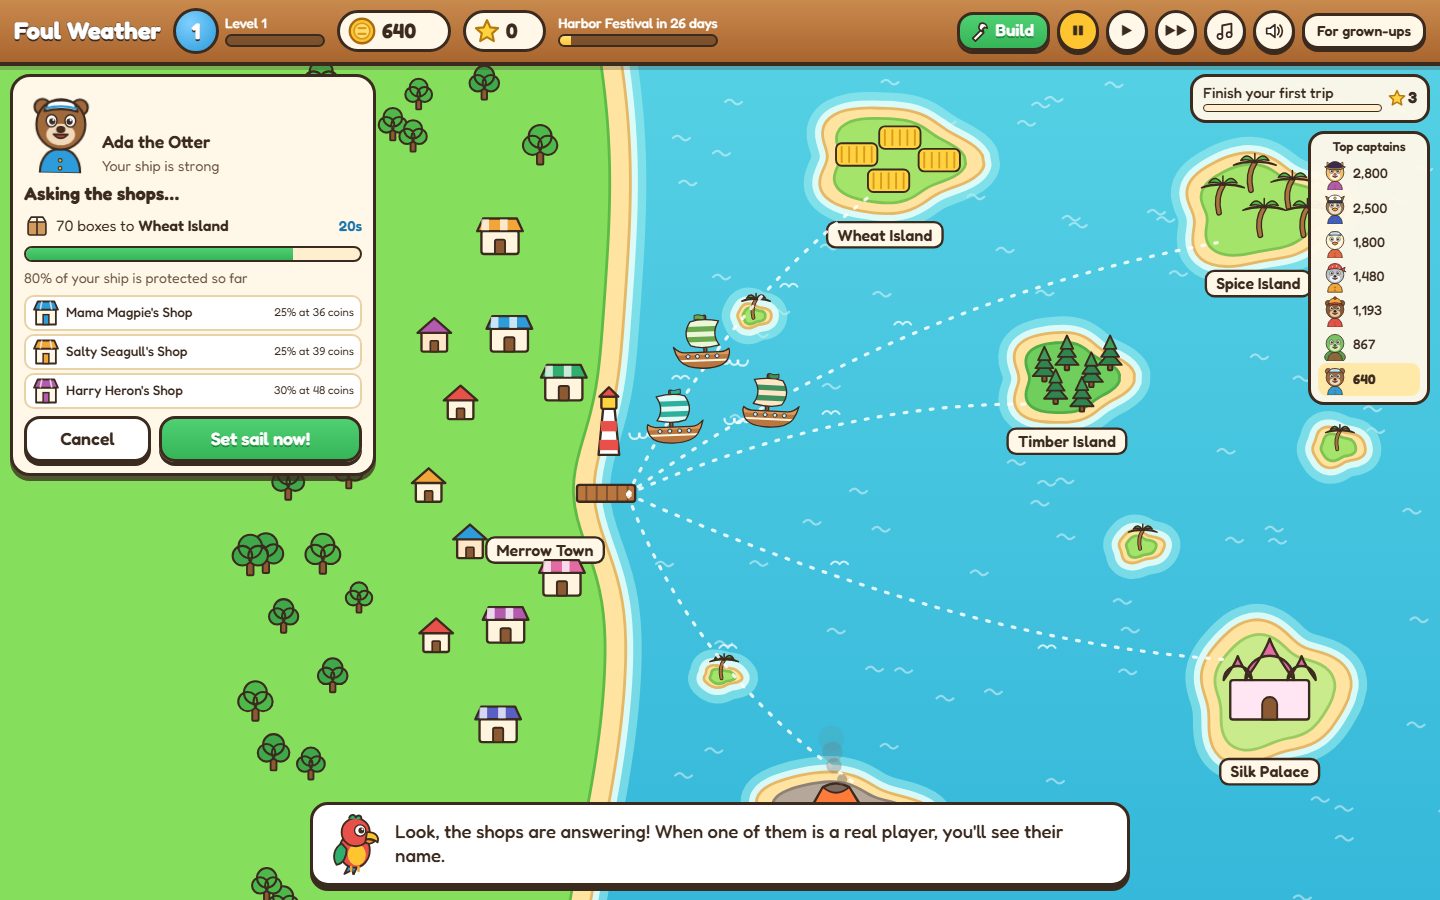 Foul Weather
1
Level 1
640
0
Harbor Festival in 26 days
Build
For grown-ups
Ada the Otter
Your ship is strong
Asking the shops...
70 boxes to Wheat Island
20s
80% of your ship is protected so far
Mama Magpie's Shop
25% at 36 coins
Salty Seagull's Shop
25% at 39 coins
Harry Heron's Shop
30% at 48 coins
Cancel
Set sail now!
Finish your first trip
3
Top captains
2,800
2,500
1,800
1,480
1,193
867
640
Wheat Island
Spice Island
Timber Island
Merrow Town
Silk Palace
Look, the shops are answering! When one of them is a real player, you'll see their
name.